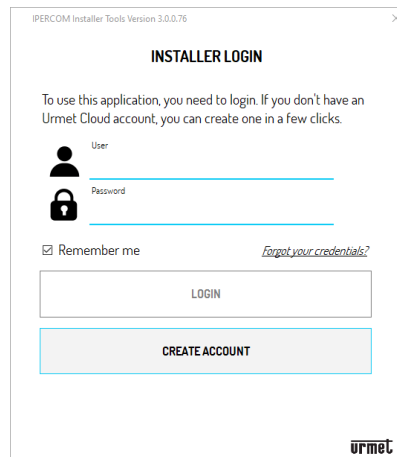 IPERCOM Installer Tools Version 3.0.0.76
INSTALLER LOGIN
To use this application, you need to login. If you don't have an
Urmet Cloud account, you can create one in a few clicks.
User
Password
Remember me
Forgot your credentials?
LOGIN
CREATE ACCOUNT
urmet